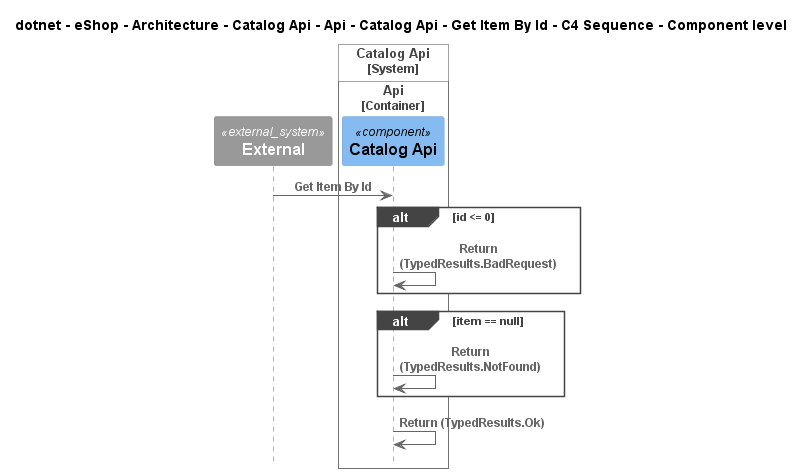 dotnet - eShop - Architecture - Catalog Api - Api - Catalog Api - Get Item By Id - C4 Sequence - Component level
Catalog Api
[System]
Api
[Container]
«external_system»
External
«component»
Catalog Api
Get Item By Id
alt [id <= 0]
Return
(TypedResults.BadRequest)
alt [item == null]
Return
(TypedResults.NotFound)
Return (TypedResults.Ok)